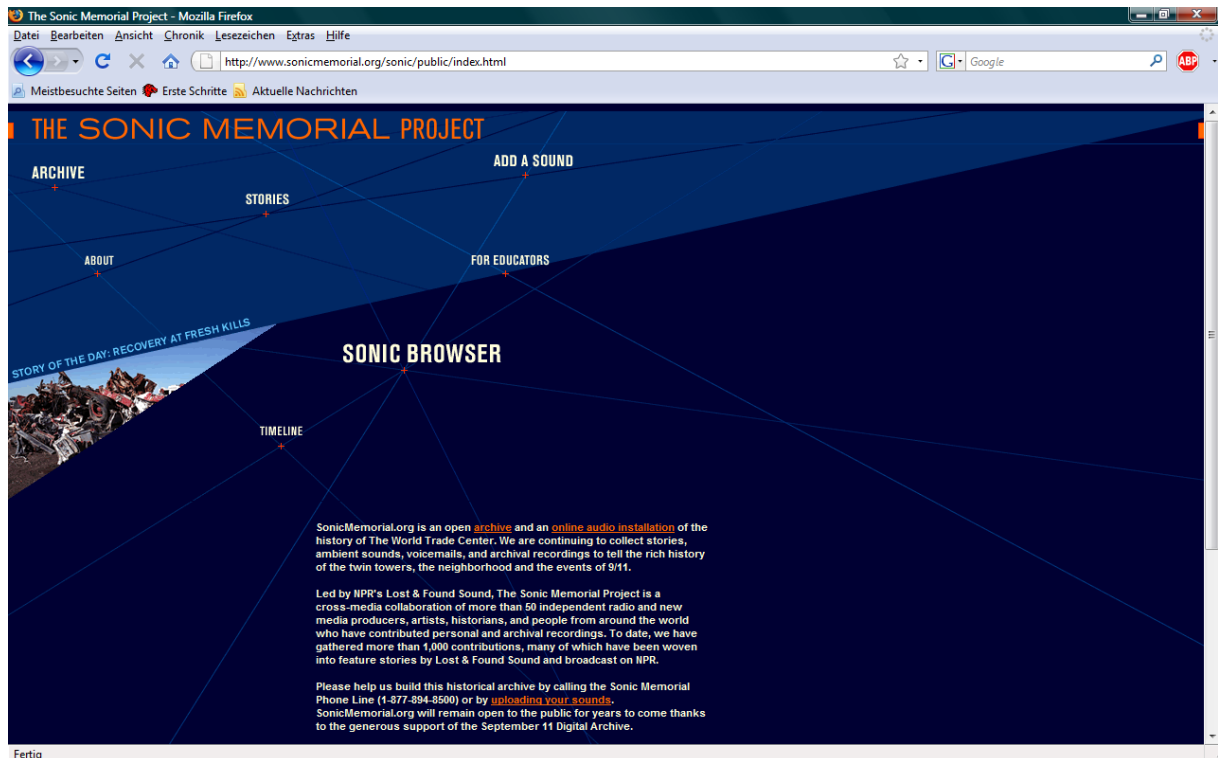 The Sonic Memorial Project - Mozilla Firefox
Datei Bearbeiten Ansicht Chronik Lesezeichen Extras Hilfe
http://www.sonicmemorial.org/sonic/public/index.html
Google
ABP
Meistbesuchte Seiten Erste Schritte Aktuelle Nachrichten
THE SONIC MEMORIAL PROJECT
ADD A SOUND
ARCHIVE
STORIES
ABOUT
FOR EDUCATORS
STORY OF THE DAY: RECOVERY AT FRESH KILLS
SONIC BROWSER
TIMELINE
SonicMemorial.org is an open archive and an online audio installation of the
history of The World Trade Center. We are continuing to collect stories,
ambient sounds, voicemails, and archival recordings to tell the rich history
of the twin towers, the neighborhood and the events of 9/11.
Led by NPR's Lost & Found Sound, The Sonic Memorial Project is a
cross-media collaboration of more than 50 independent radio and new
media producers, artists, historians, and people from around the world
who have contributed personal and archival recordings. To date, we have
gathered more than 1,000 contributions, many of which have been woven
into feature stories by Lost & Found Sound and broadcast on NPR.
Please help us build this historical archive by calling the Sonic Memorial
Phone Line (1-877-894-8500) or by uploading your sounds.
SonicMemorial.org will remain open to the public for years to come thanks
to the generous support of the September 11 Digital Archive.
Fertig